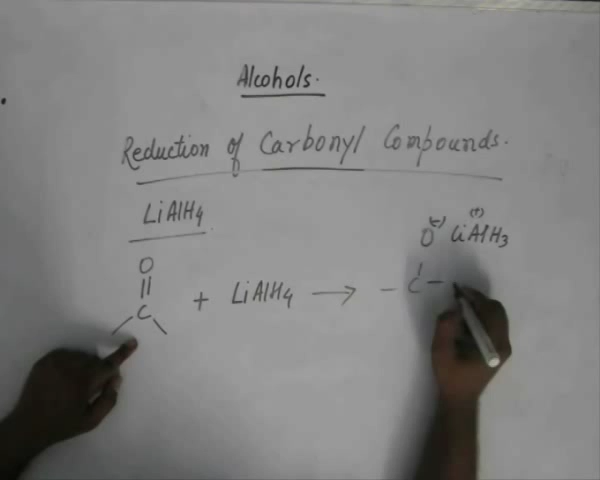 Alcohols.
Reduction of Carbonyl Compounds.
LiAlH4
O (-) LiAlH3 (+)
O
||
C + LiAlH4 → - C -